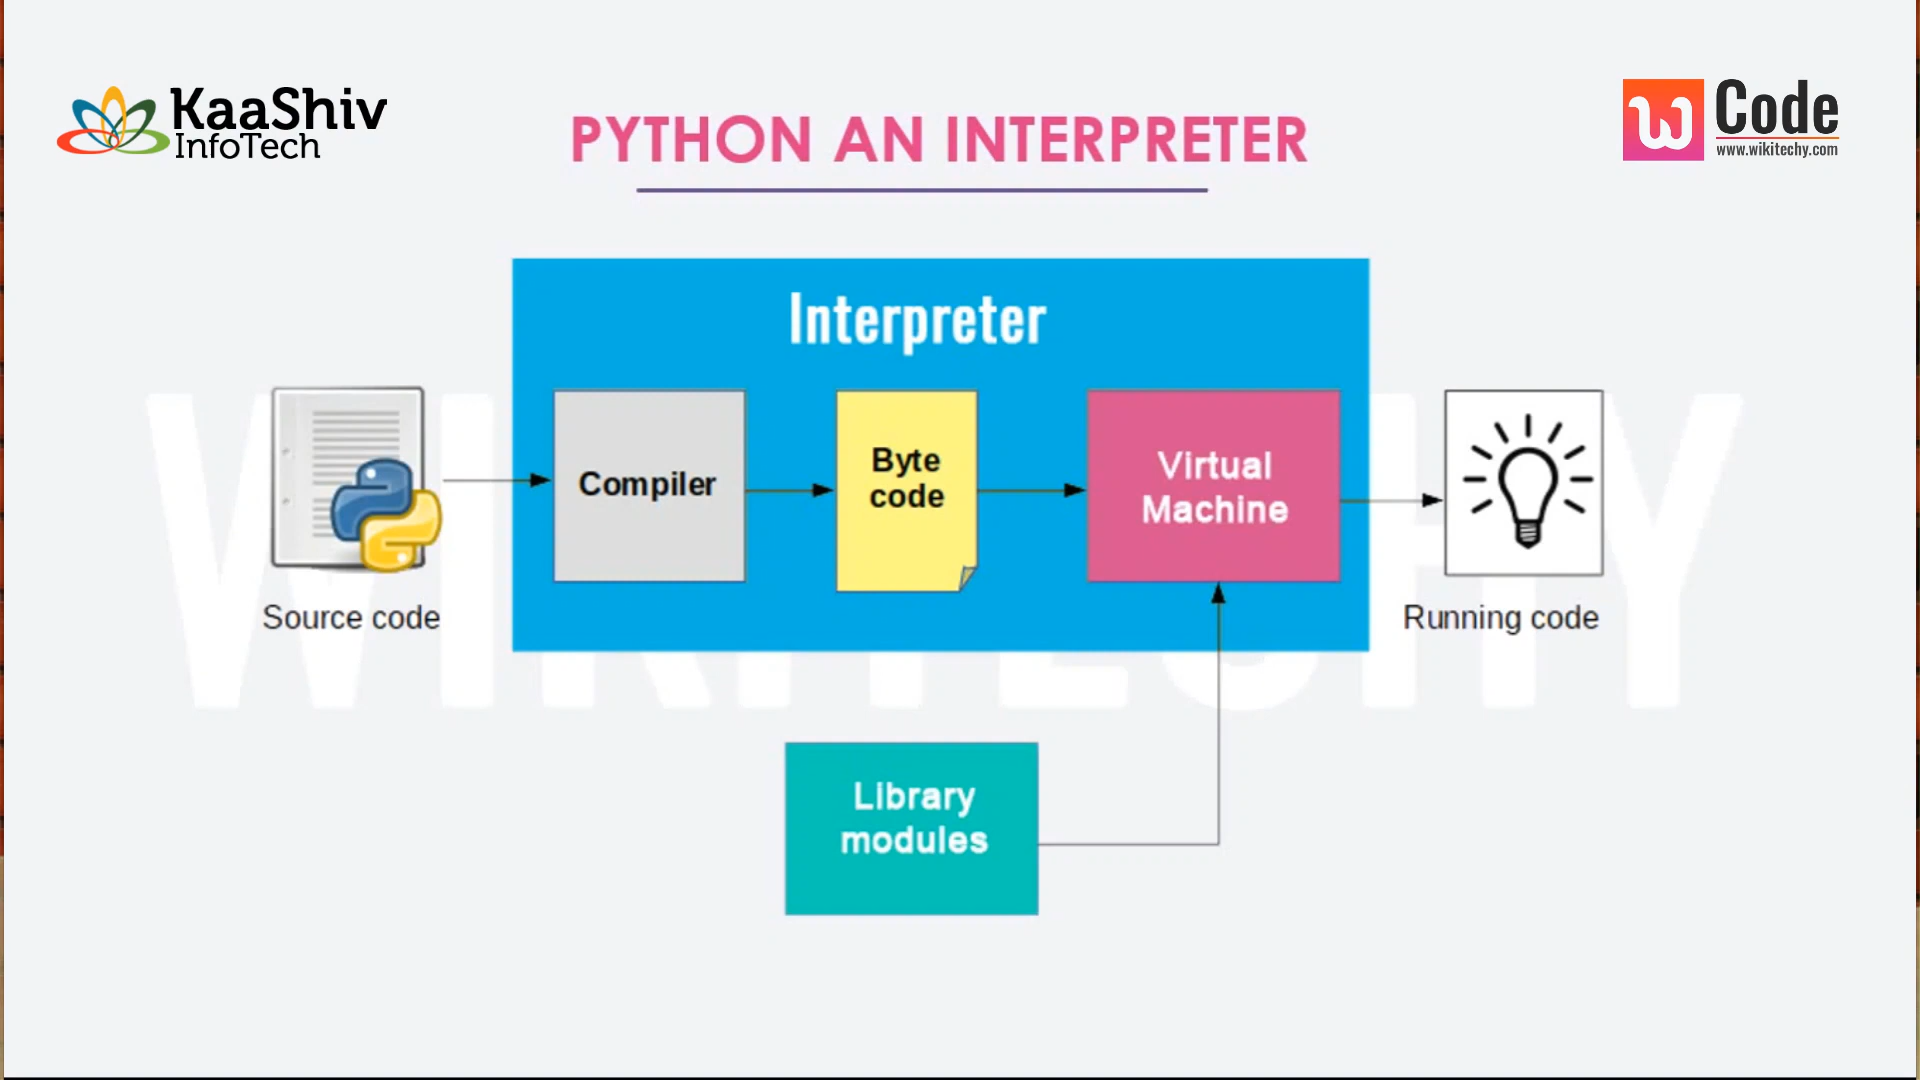 KaaShiv
InfoTech
PYTHON AN INTERPRETER
Code
www.wikitechy.com
Interpreter
Compiler
Byte
code
Virtual
Machine
Source code
Running code
WIKITECHY
Library
modules